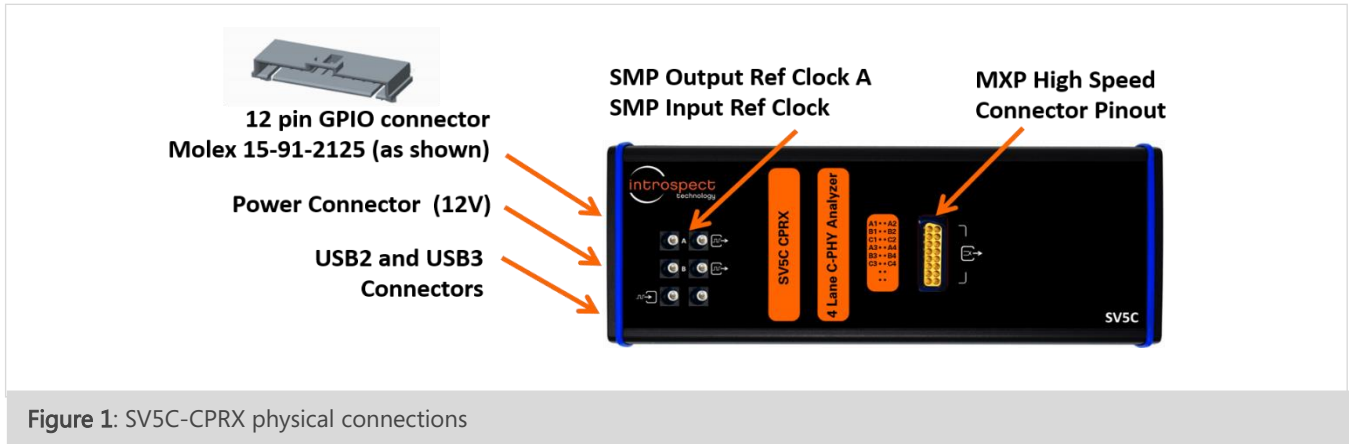 SMP Output Ref Clock A
SMP Input Ref Clock
MXP High Speed
Connector Pinout
12 pin GPIO connector
Molex 15-91-2125 (as shown)
Power Connector (12V)
USB2 and USB3
Connectors
introspect
technology
A
B
SV5C CPRX
4 Lane C-PHY Analyzer
A1••A2
B1••B2
C1••C2
A3••A4
B3••B4
C3••C4
SV5C
Figure 1: SV5C-CPRX physical connections